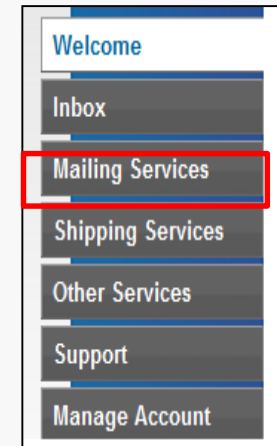 Welcome
Inbox
Mailing Services
Shipping Services
Other Services
Support
Manage Account